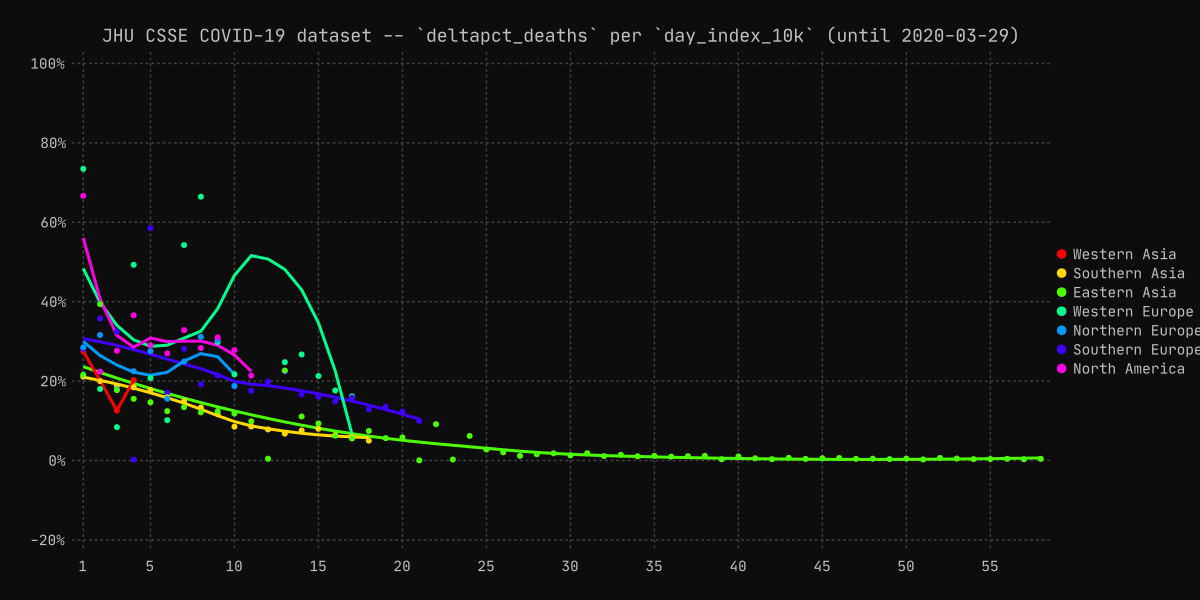 JHU CSSE COVID-19 dataset -- `deltapct_deaths` per `day_index_10k` (until 2020-03-29)
100%
80%
60%
40%
20%
0%
-20%
1 5 10 15 20 25 30 35 40 45 50 55
Western Asia
Southern Asia
Eastern Asia
Western Europe
Northern Europe
Southern Europe
North America